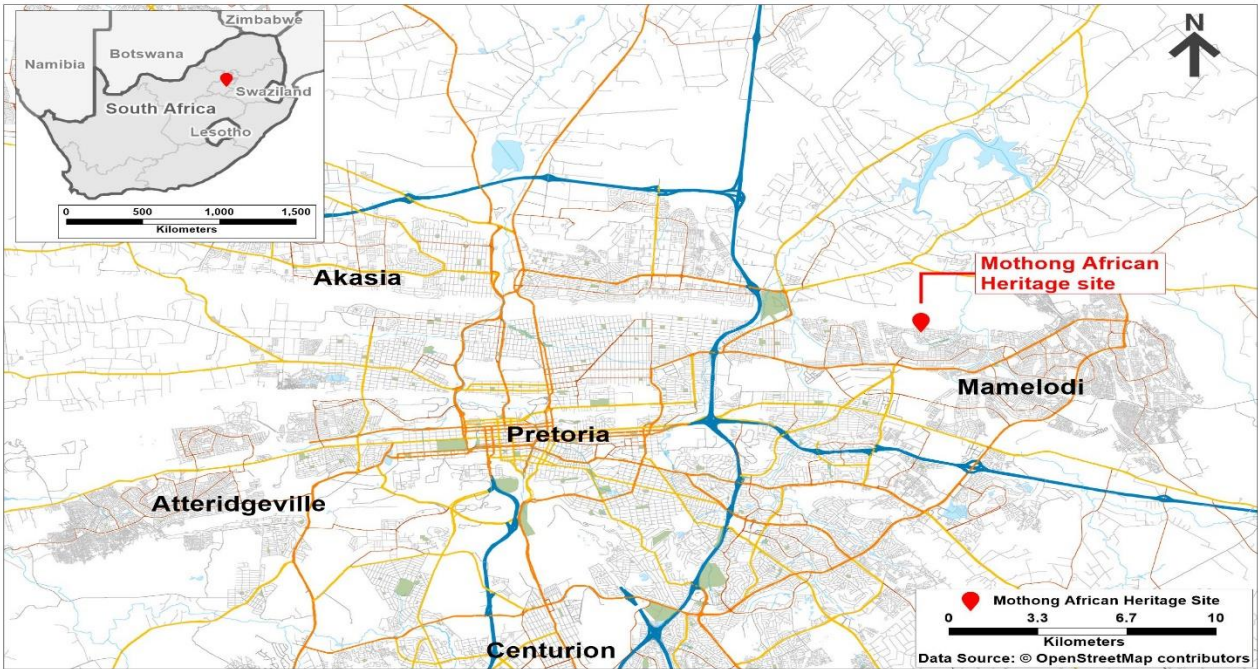 Zimbabwe
Botswana
Namibia
South Africa
Swaziland
Lesotho
0 500 1,000 1,500
Kilometers
N
Akasia
Mothong African
Heritage site
Mamelodi
Pretoria
Atteridgeville
Centurion
Mothong African Heritage Site
0 3.3 6.7 10
Kilometers
Data Source: © OpenStreetMap contributors